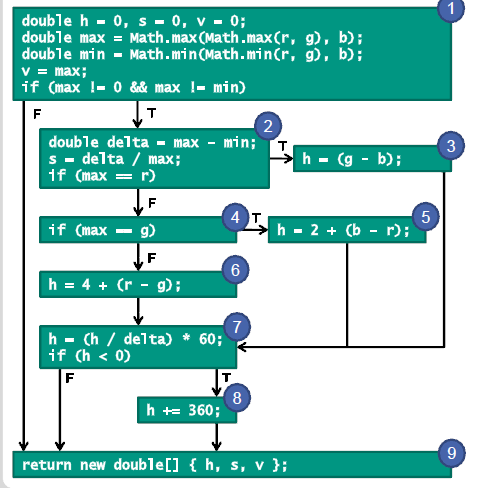 1
double h = 0, s = 0, v = 0;
double max = Math.max(Math.max(r, g), b);
double min = Math.min(Math.min(r, g), b);
v = max;
if (max != 0 && max != min)
F
T
2
double delta = max - min;
s = delta / max;
if (max == r)
T
3
h = (g - b);
F
4
if (max == g)
T
5
h = 2 + (b - r);
F
6
h = 4 + (r - g);
7
h = (h / delta) * 60;
if (h < 0)
F
T
8
h += 360;
9
return new double[] { h, s, v };